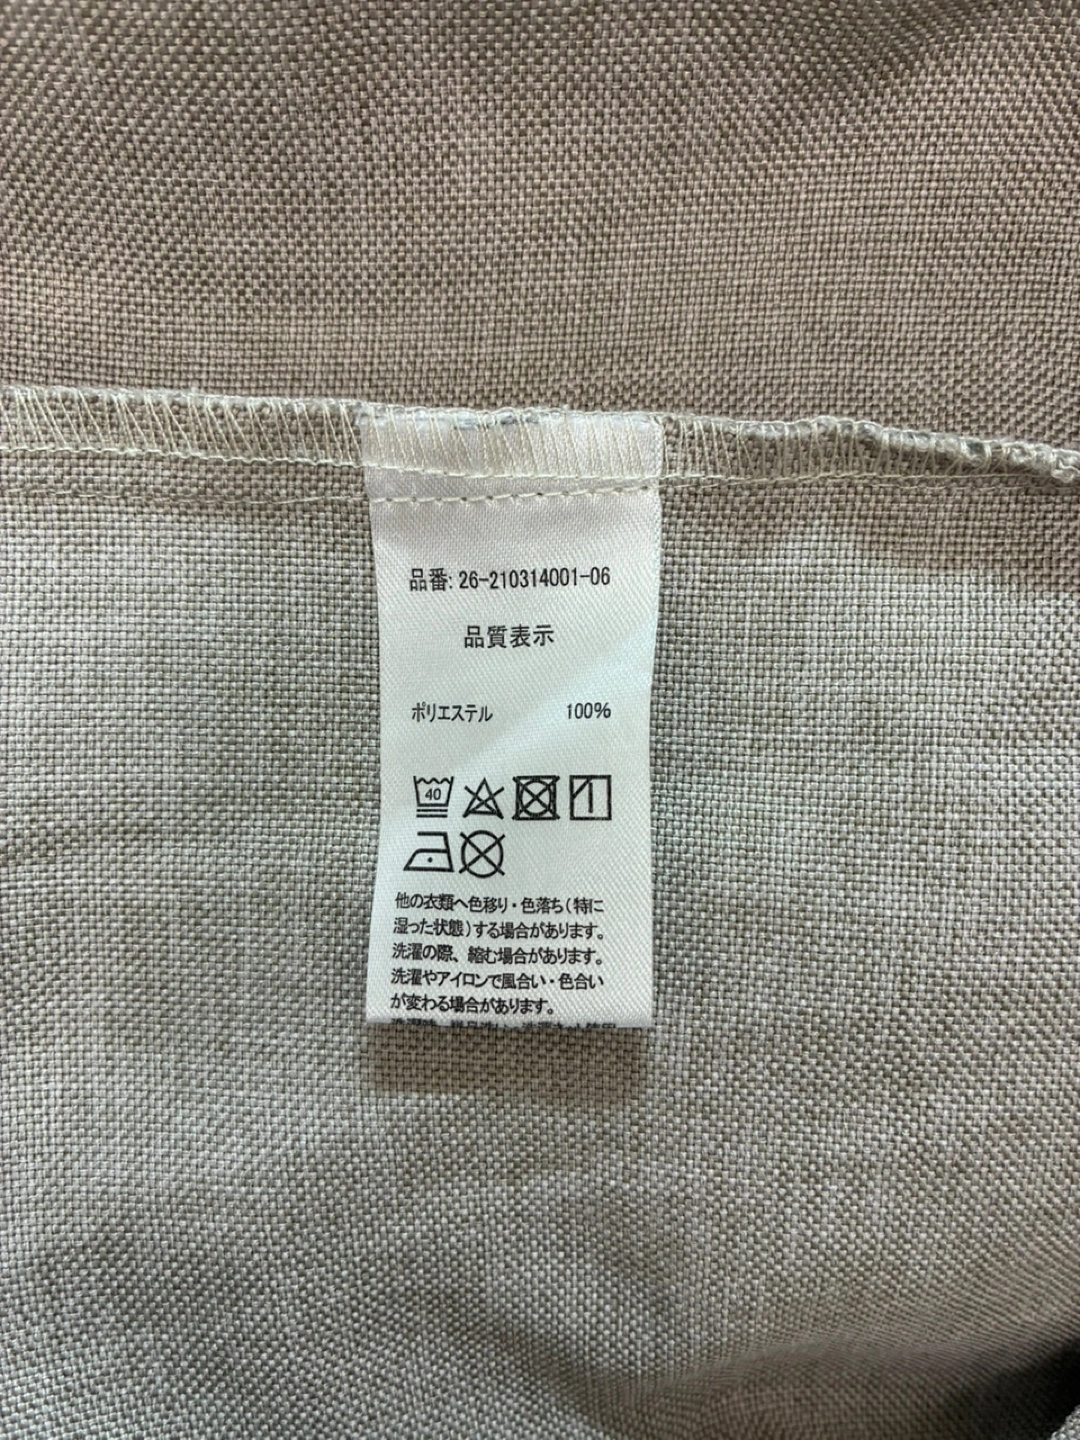 品番: 26-210314001-06
品質表示
ポリエステル 100%
40
他の衣類へ色移り・色落ち(特に
湿った状態)する場合があります。
洗濯の際、縮む場合があります。
洗濯やアイロンで風合い・色合い
が変わる場合があります。